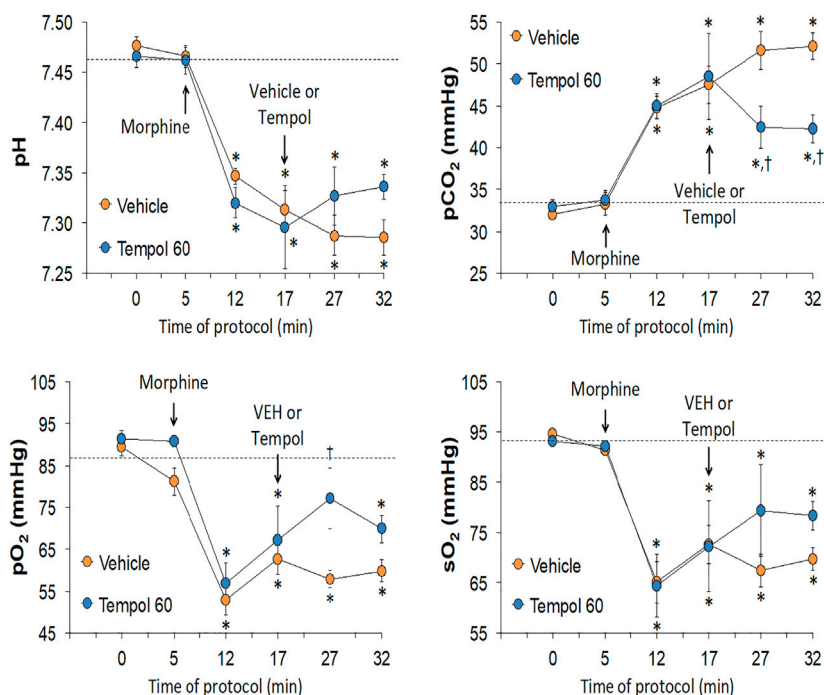 7.50
7.45
7.40
7.35
7.30
7.25
pH
Morphine
Vehicle or
Tempol
*
*
*
*
*
*
*
*
Vehicle
Tempol 60
0 5 12 17 27 32
Time of protocol (min)
55
50
45
40
35
30
25
pCO₂ (mmHg)
Vehicle
Tempol 60
*
*
*
*
*
*
*,†
*,†
Vehicle or
Tempol
Morphine
0 5 12 17 27 32
Time of protocol (min)
105
95
85
75
65
55
45
pO₂ (mmHg)
Morphine
VEH or
Tempol
†
*
*
*
*
*
*
*
Vehicle
Tempol 60
0 5 12 17 27 32
Time of protocol (min)
105
95
85
75
65
55
sO₂ (mmHg)
Morphine
VEH or
Tempol
*
*
*
*
*
*
*
*
Vehicle
Tempol 60
0 5 12 17 27 32
Time of protocol (min)